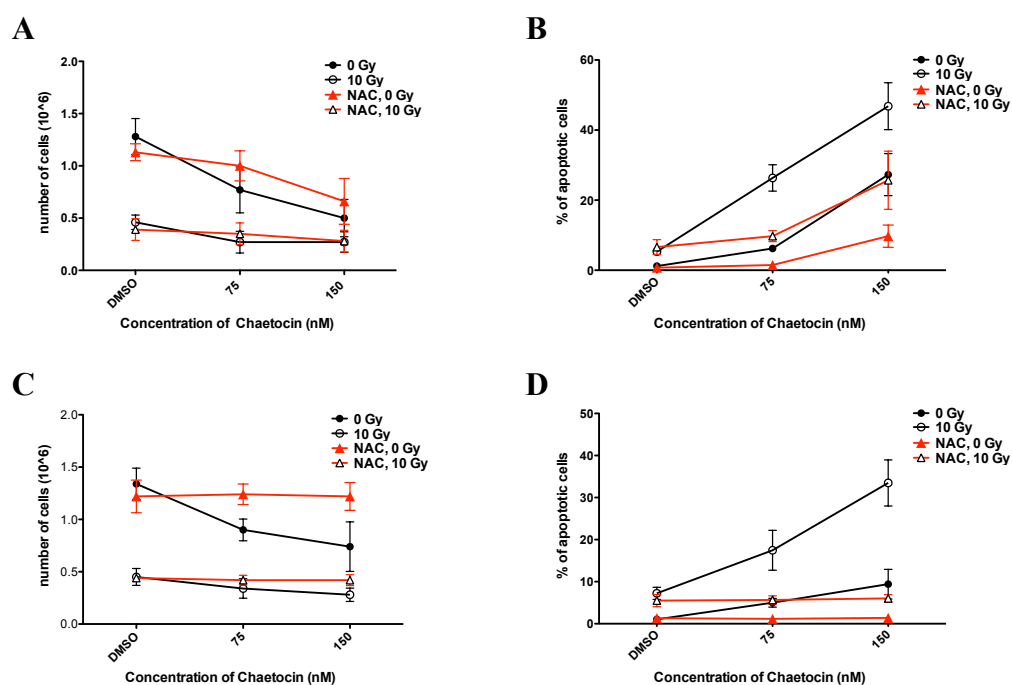 A
number of cells (10^6)
2.0
1.5
1.0
0.5
0.0
0 Gy
10 Gy
NAC, 0 Gy
NAC, 10 Gy
DMSO
75
150
Concentration of Chaetocin (nM)
B
% of apoptotic cells
60
40
20
0
0 Gy
10 Gy
NAC, 0 Gy
NAC, 10 Gy
DMSO
75
150
Concentration of Chaetocin (nM)
C
number of cells (10^6)
2.0
1.5
1.0
0.5
0.0
0 Gy
10 Gy
NAC, 0 Gy
NAC, 10 Gy
DMSO
75
150
Concentration of Chaetocin (nM)
D
% of apoptotic cells
50
40
30
20
10
0
0 Gy
10 Gy
NAC, 0 Gy
NAC, 10 Gy
DMSO
75
150
Concentration of Chaetocin (nM)